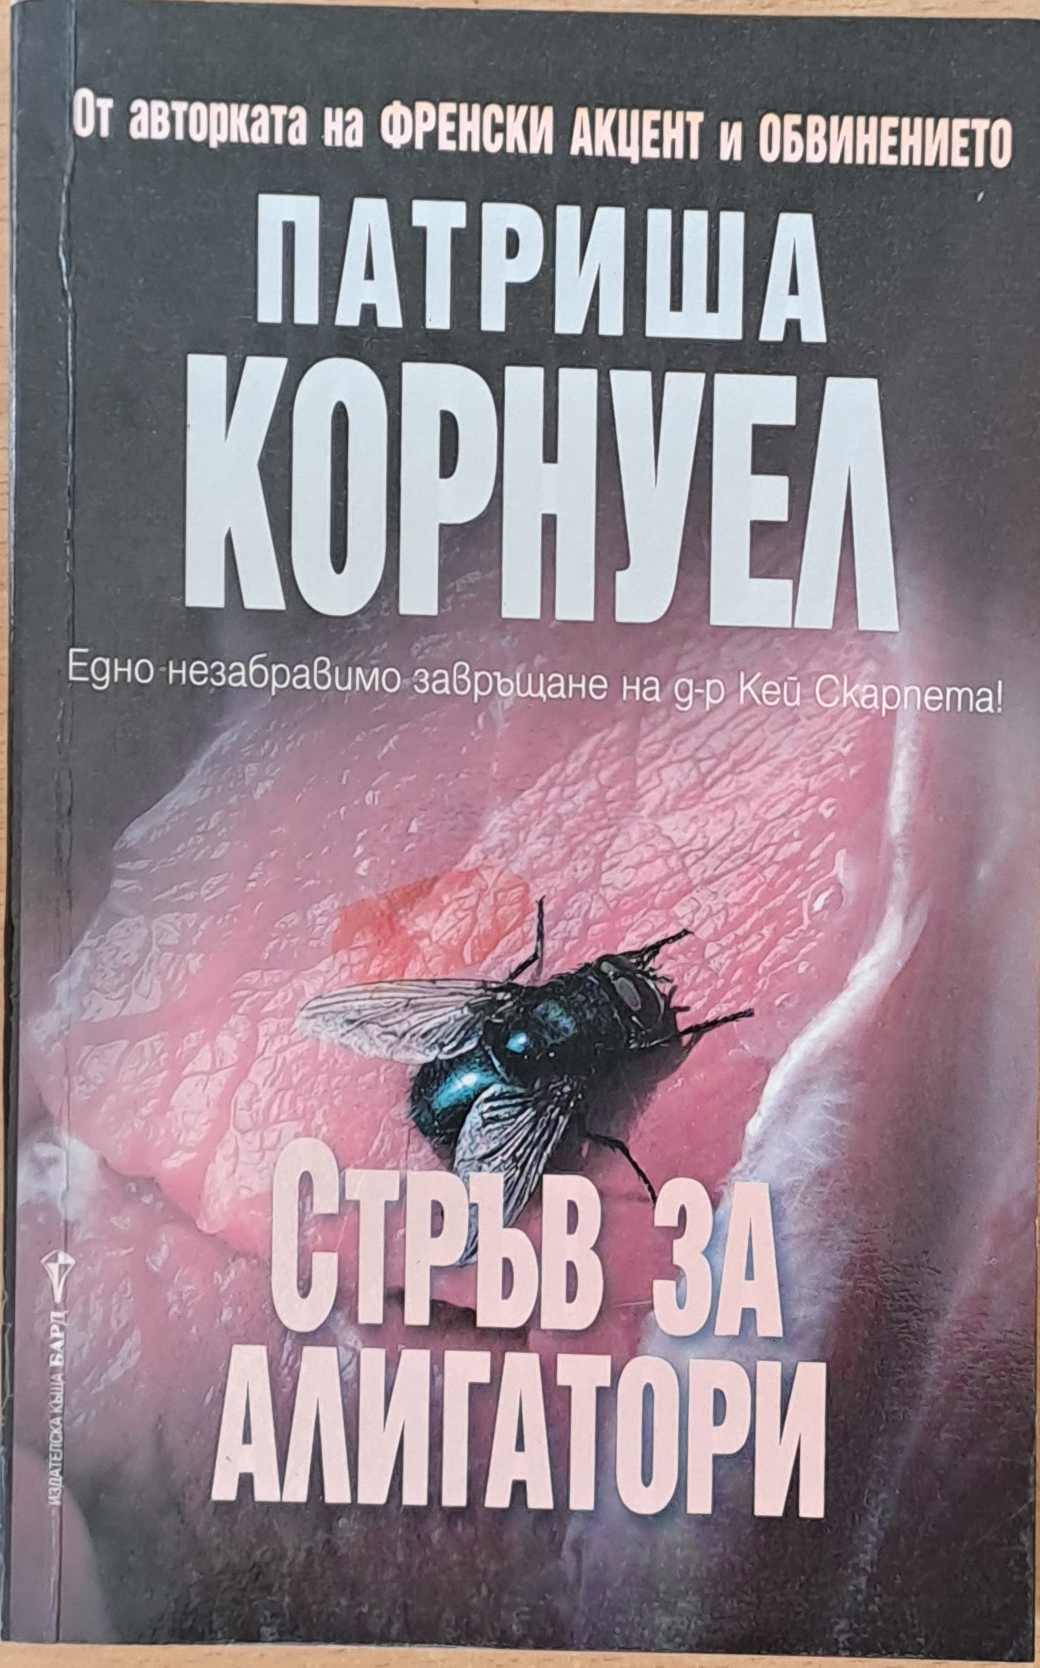 От авторката на ФРЕНСКИ АКЦЕНТ и ОБВИНЕНИЕТО
ПАТРИША
КОРНУЕЛ
Едно незабравимо завръщане на д-р Кей Скарпета!
СТРЪВ ЗА
АЛИГАТОРИ
ИЗДАТЕЛСКА КЪЩА БАРД